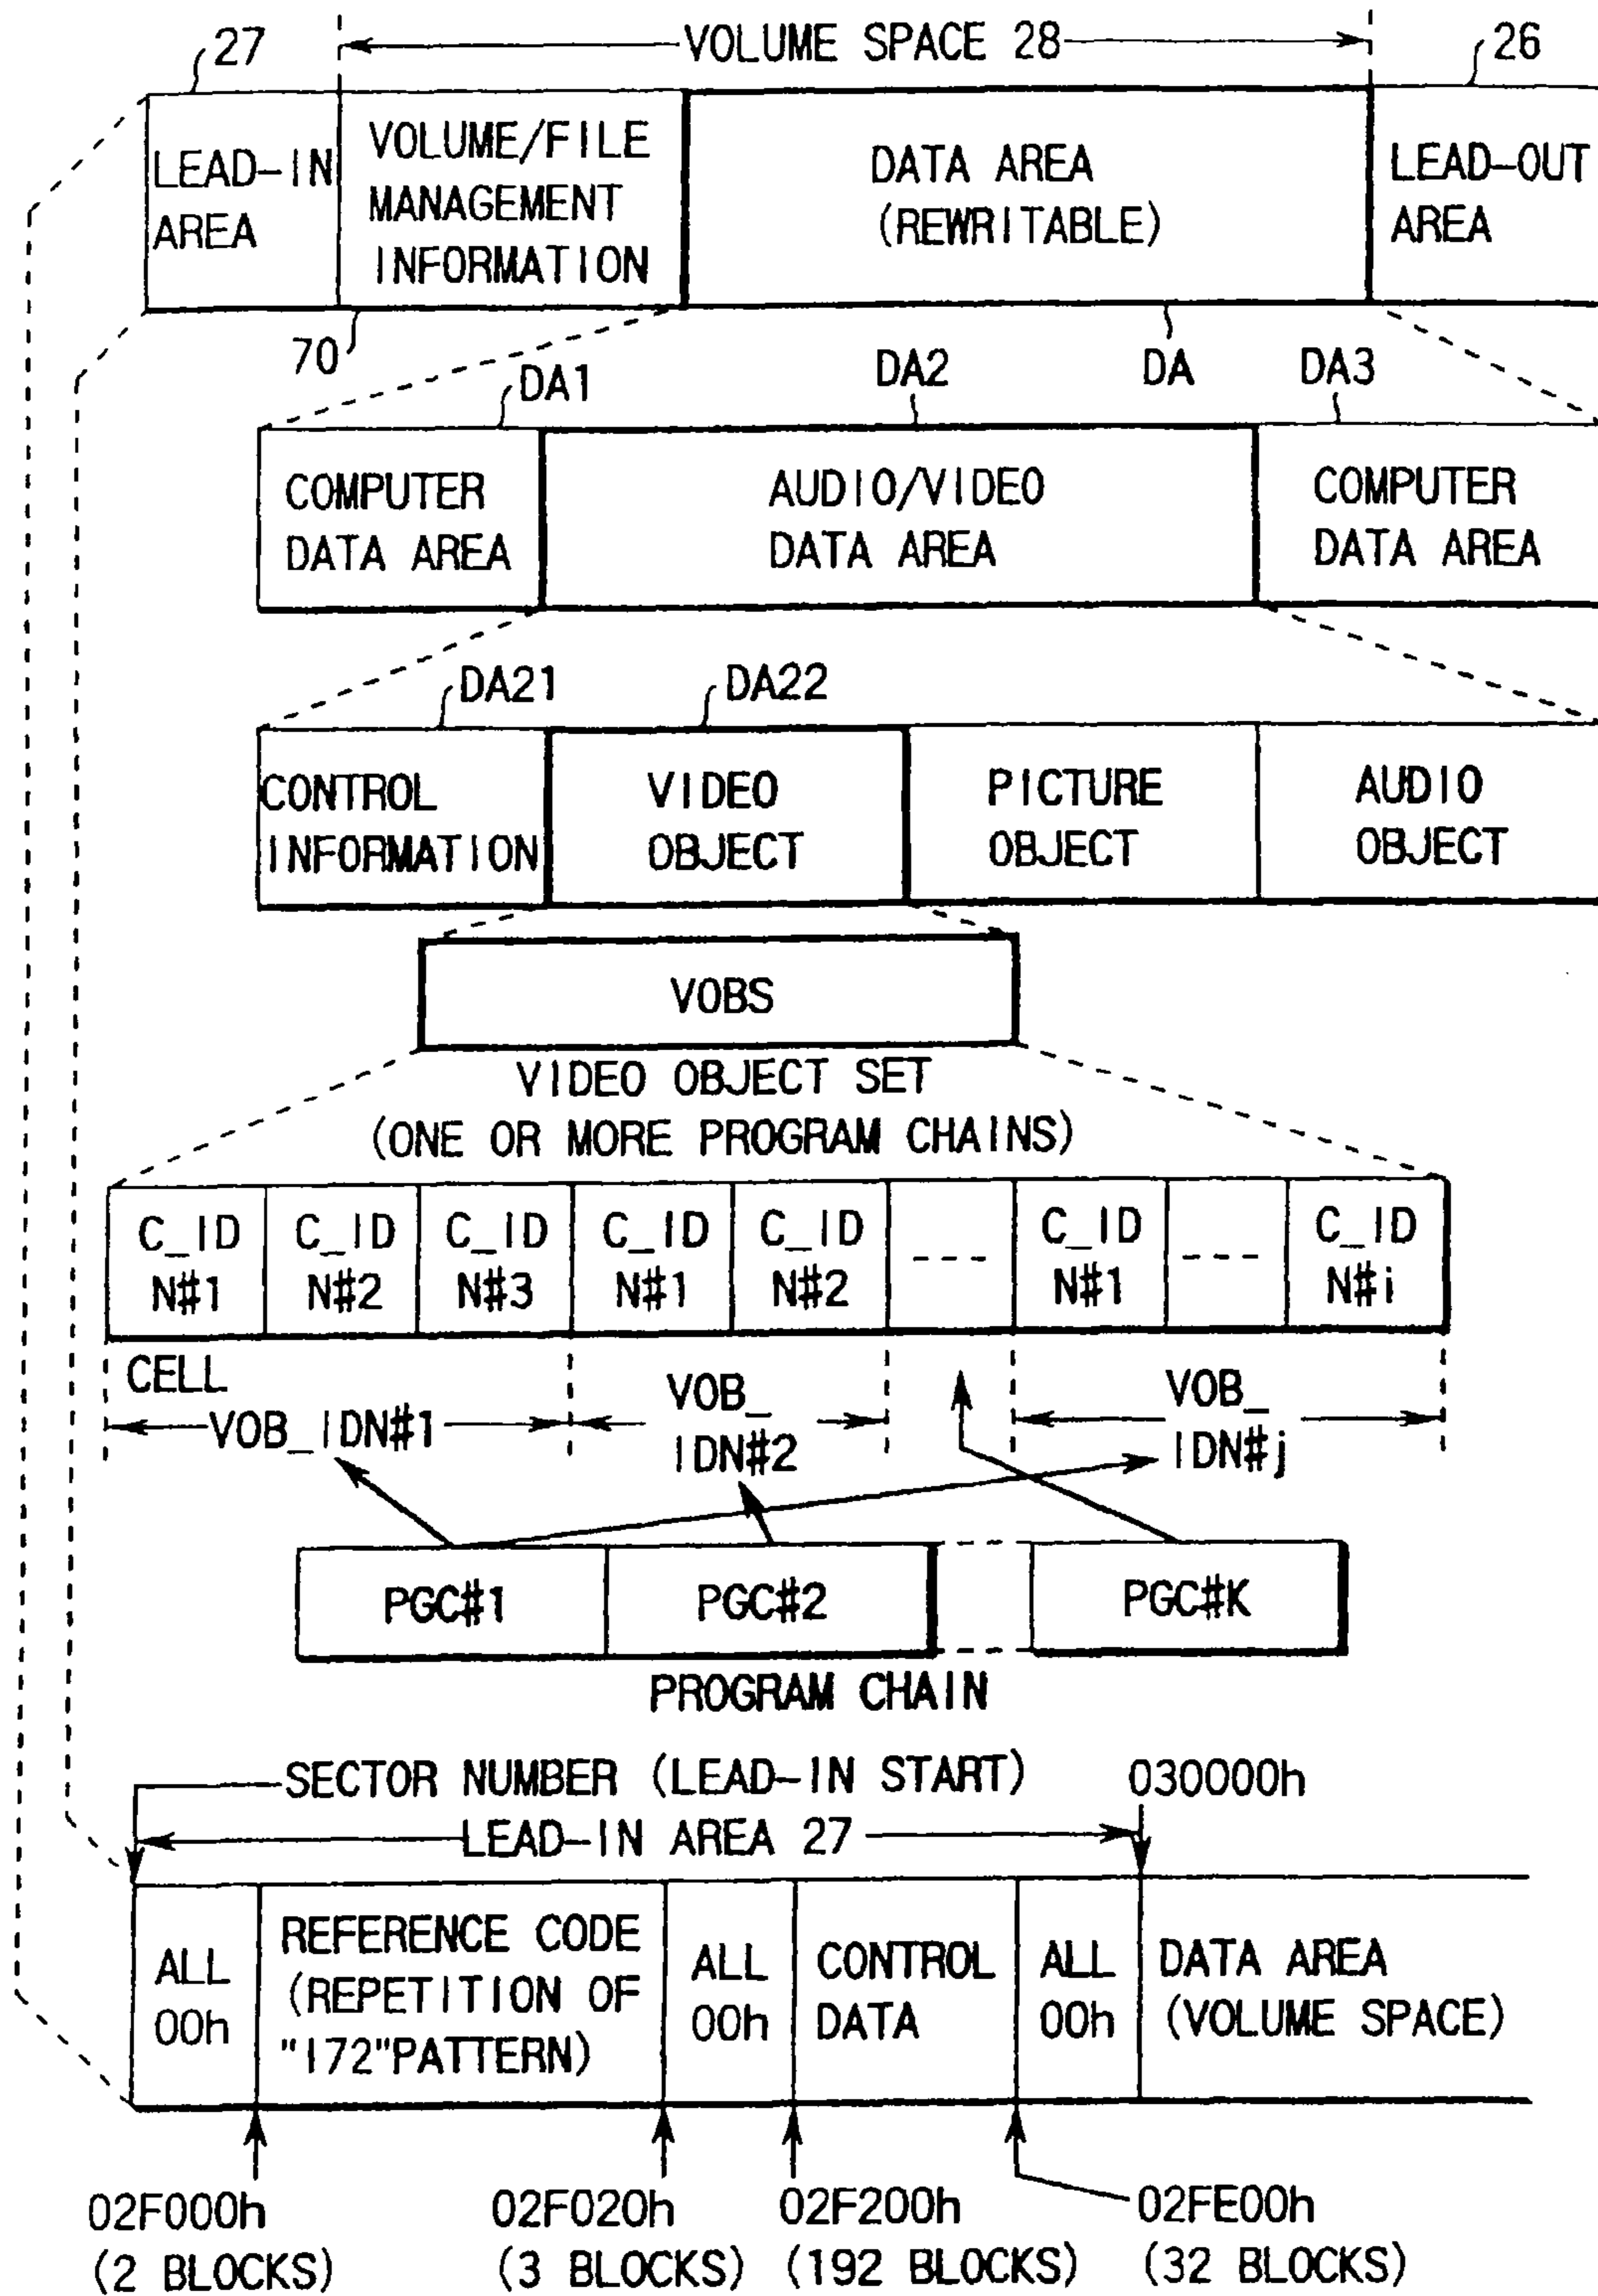 27
VOLUME SPACE 28
26
LEAD-IN
AREA
VOLUME/FILE
MANAGEMENT
INFORMATION
DATA AREA
(REWRITABLE)
LEAD-OUT
AREA
70
DA1
DA2
DA
DA3
COMPUTER
DATA AREA
AUDIO/VIDEO
DATA AREA
COMPUTER
DATA AREA
DA21
DA22
CONTROL
INFORMATION
VIDEO
OBJECT
PICTURE
OBJECT
AUDIO
OBJECT
VOBS
VIDEO OBJECT SET
(ONE OR MORE PROGRAM CHAINS)
C_ID
N#1
C_ID
N#2
C_ID
N#3
C_ID
N#1
C_ID
N#2
----
C_ID
N#1
----
C_ID
N#i
CELL
VOB_IDN#1
VOB_
IDN#2
VOB_
IDN#j
PGC#1
PGC#2
PGC#K
PROGRAM CHAIN
SECTOR NUMBER (LEAD-IN START)
030000h
LEAD-IN AREA 27
ALL
00h
REFERENCE CODE
(REPETITION OF
"172"PATTERN)
ALL
00h
CONTROL
DATA
ALL
00h
DATA AREA
(VOLUME SPACE)
02F000h
(2 BLOCKS)
02F020h
(3 BLOCKS)
02F200h
(192 BLOCKS)
02FE00h
(32 BLOCKS)